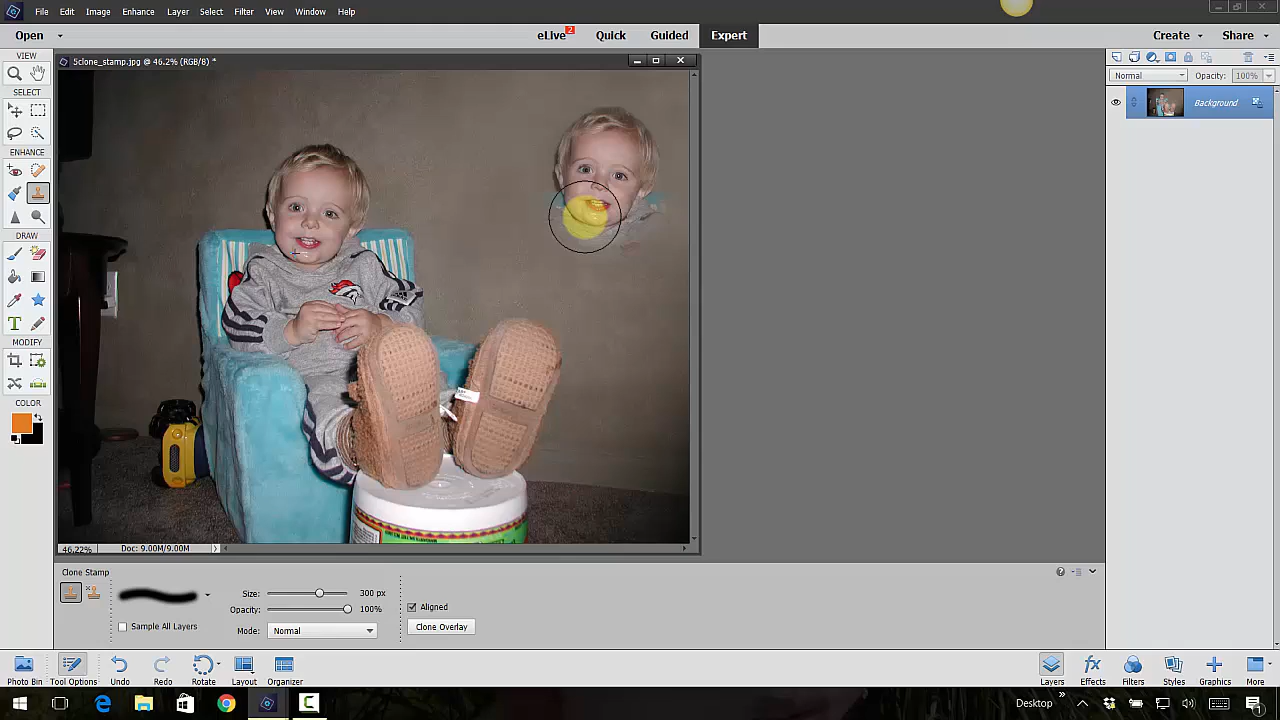 File Edit Image Enhance Layer Select Filter View Window Help
Open eLive 2 Quick Guided Expert Create Share
VIEW
5clone_stamp.jpg @ 46.2% (RGB/8) *
Normal Opacity: 100%
SELECT
Background
ENHANCE
DRAW
T
MODIFY
COLOR
46.22% Doc: 9.00M/9.00M
Clone Stamp
Size: 300 px
Opacity: 100%
Aligned
Sample All Layers
Mode: Normal
Clone Overlay
Photo Bin Tool Options Undo Redo Rotate Layout Organizer Layers Effects Filters Styles Graphics More
Desktop